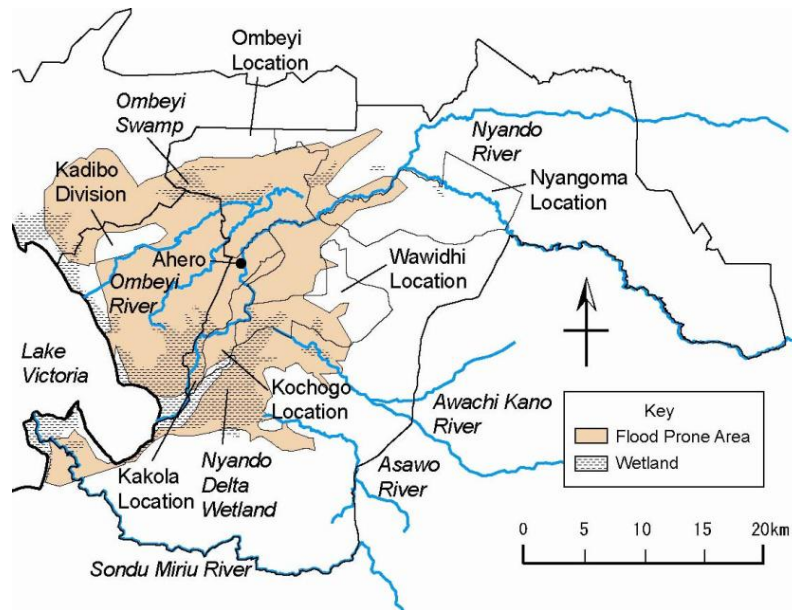 Ombeyi
Location
Ombeyi
Swamp
Nyando
River
Kadibo
Division
Nyangoma
Location
Ahero
Wawidhi
Location
Ombeyi
River
Lake
Victoria
Kochogo
Location
Awachi Kano
River
Key
Flood Prone Area
Wetland
Kakola
Location
Nyando
Delta
Wetland
Asawo
River
0 5 10 15 20km
Sondu Miriu River